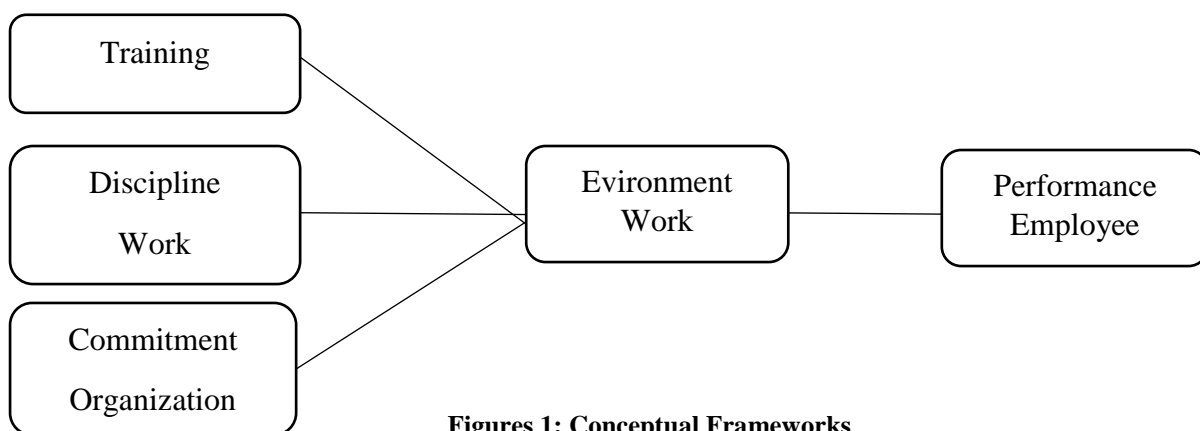 Training
Discipline
Work
Commitment
Organization
Evironment
Work
Performance
Employee
Figures 1: Conceptual Frameworks